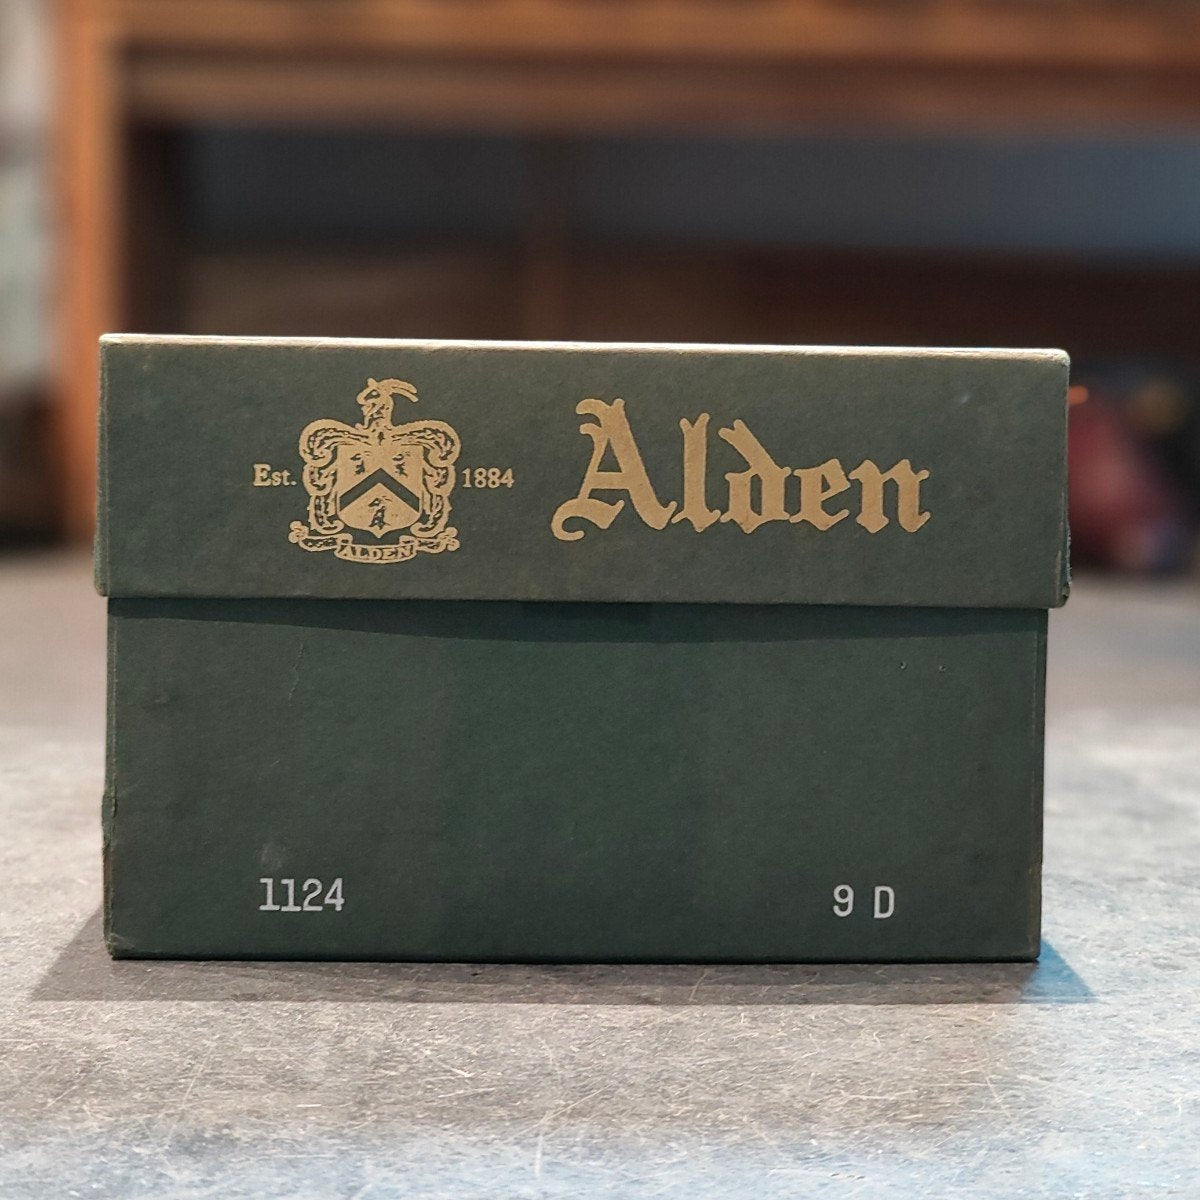 Est. 1884 Alden
ALDEN
1124 9 D